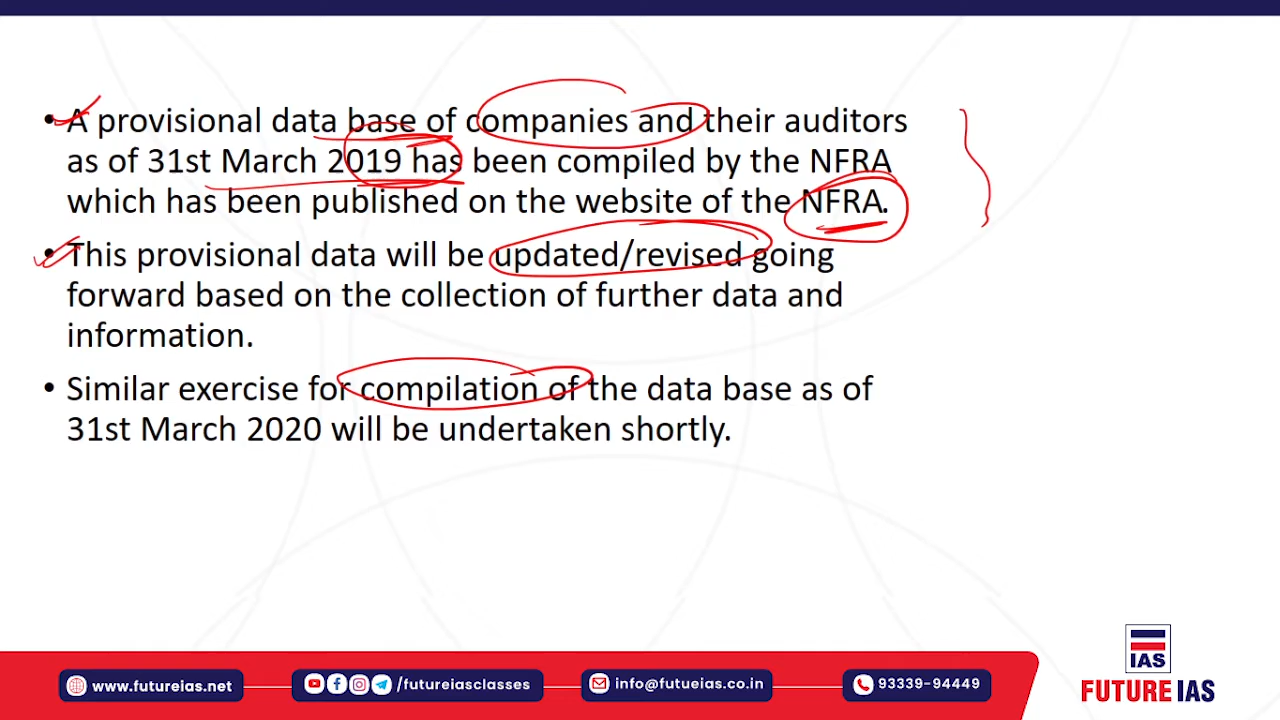 • A provisional data base of companies and their auditors
as of 31st March 2019 has been compiled by the NFRA
which has been published on the website of the NFRA.
• This provisional data will be updated/revised going
forward based on the collection of further data and
information.
• Similar exercise for compilation of the data base as of
31st March 2020 will be undertaken shortly.
www.futureias.net
/futureiasclasses
info@futueias.co.in
93339-94449
IAS
FUTURE IAS